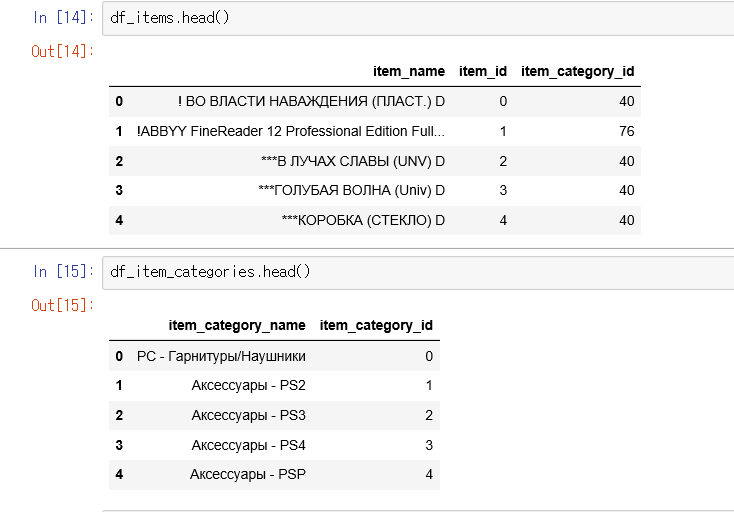 In [14]: df_items.head()
Out[14]:
item_name item_id item_category_id
0 ! ВО ВЛАСТИ НАВАЖДЕНИЯ (ПЛАСТ.) D 0 40
1 !ABBYY FineReader 12 Professional Edition Full... 1 76
2 ***В ЛУЧАХ СЛАВЫ (UNV) D 2 40
3 ***ГОЛУБАЯ ВОЛНА (Univ) D 3 40
4 ***КОРОБКА (СТЕКЛО) D 4 40
In [15]: df_item_categories.head()
Out[15]:
item_category_name item_category_id
0 PC - Гарнитуры/Наушники 0
1 Аксессуары - PS2 1
2 Аксессуары - PS3 2
3 Аксессуары - PS4 3
4 Аксессуары - PSP 4